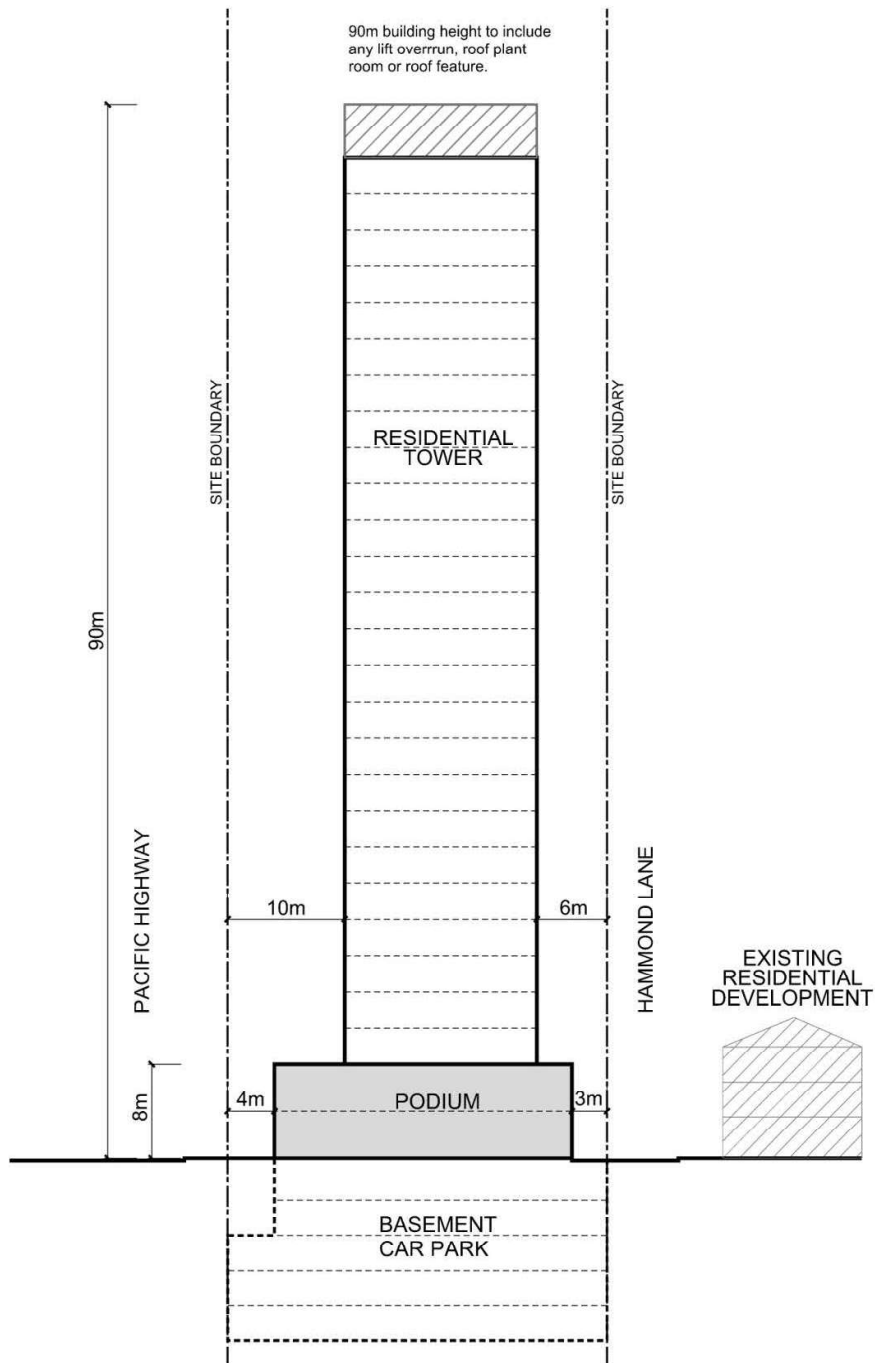 90m building height to include
any lift overrrun, roof plant
room or roof feature.
SITE BOUNDARY
SITE BOUNDARY
RESIDENTIAL
TOWER
90m
PACIFIC HIGHWAY
HAMMOND LANE
10m
6m
EXISTING
RESIDENTIAL
DEVELOPMENT
8m
4m
PODIUM
3m
BASEMENT
CAR PARK